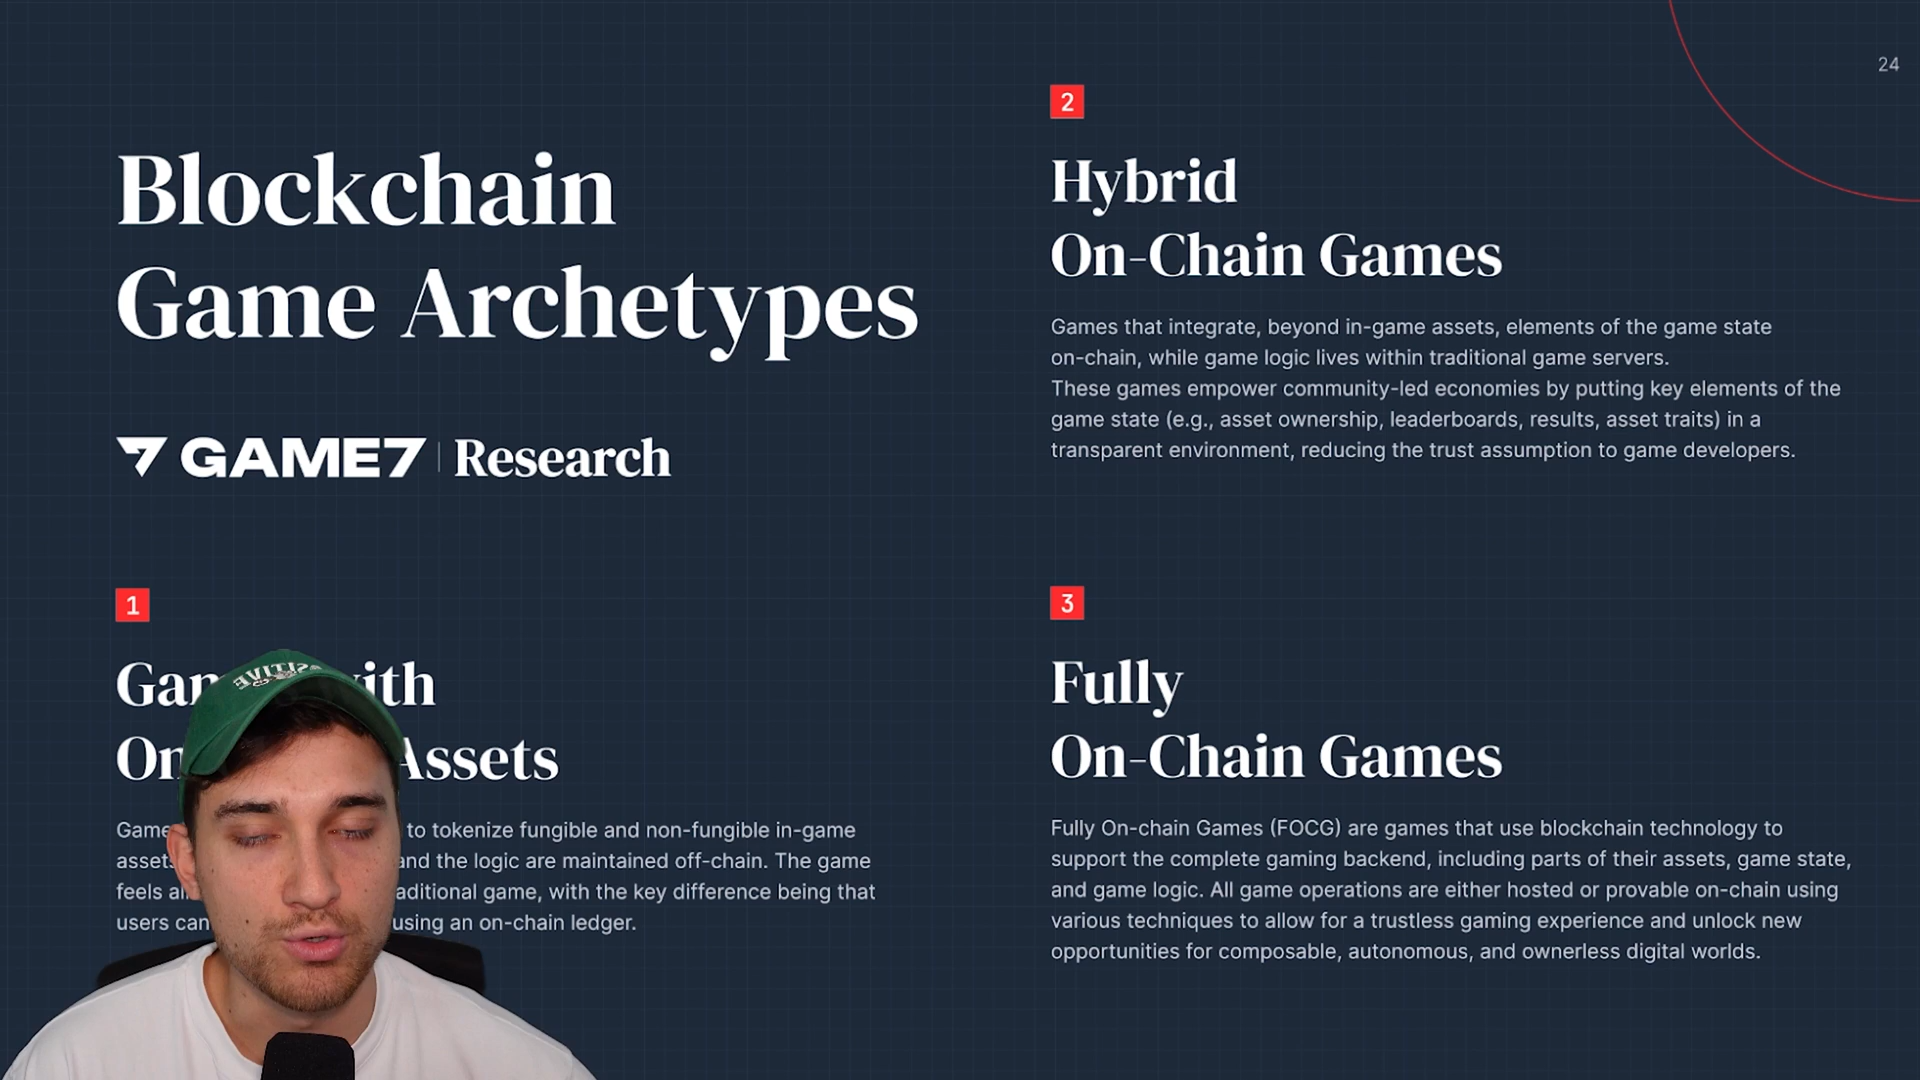 24
Blockchain
Game Archetypes
GAME7 | Research
1
with
Assets
to tokenize fungible and non-fungible in-game
and the logic are maintained off-chain. The game
feels traditional game, with the key difference being that
users can using an on-chain ledger.
2
Hybrid
On-Chain Games
Games that integrate, beyond in-game assets, elements of the game state
on-chain, while game logic lives within traditional game servers.
These games empower community-led economies by putting key elements of the
game state (e.g., asset ownership, leaderboards, results, asset traits) in a
transparent environment, reducing the trust assumption to game developers.
3
Fully
On-Chain Games
Fully On-chain Games (FOCG) are games that use blockchain technology to
support the complete gaming backend, including parts of their assets, game state,
and game logic. All game operations are either hosted or provable on-chain using
various techniques to allow for a trustless gaming experience and unlock new
opportunities for composable, autonomous, and ownerless digital worlds.